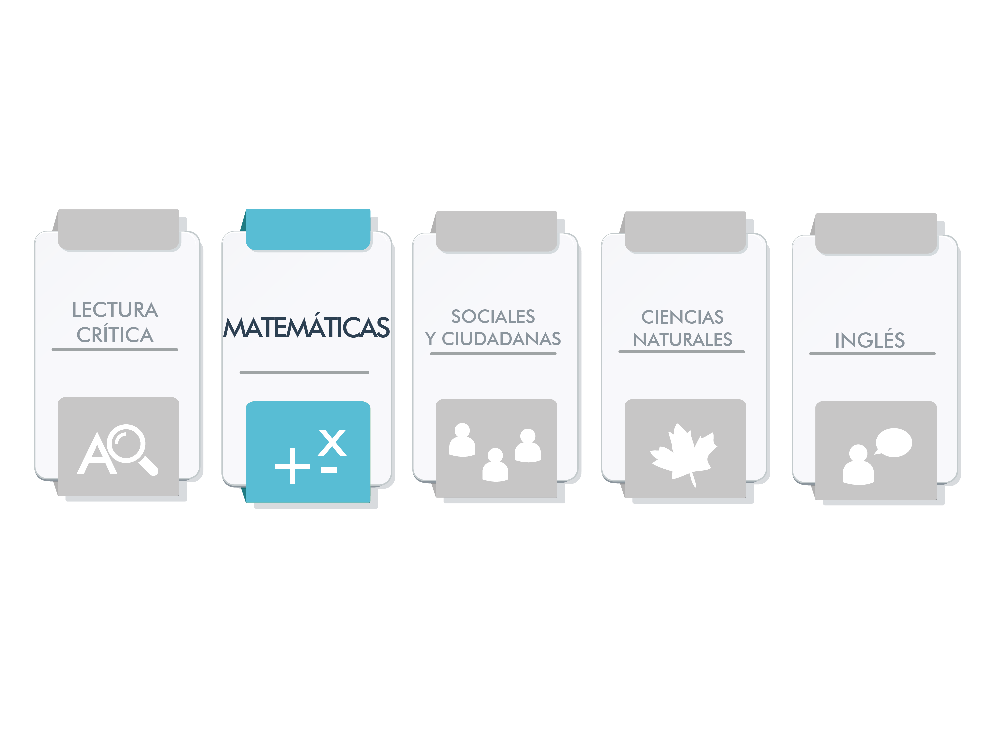 LECTURA
CRÍTICA
MATEMÁTICAS
SOCIALES
Y CIUDADANAS
CIENCIAS
NATURALES
INGLÉS
A
x
+
-